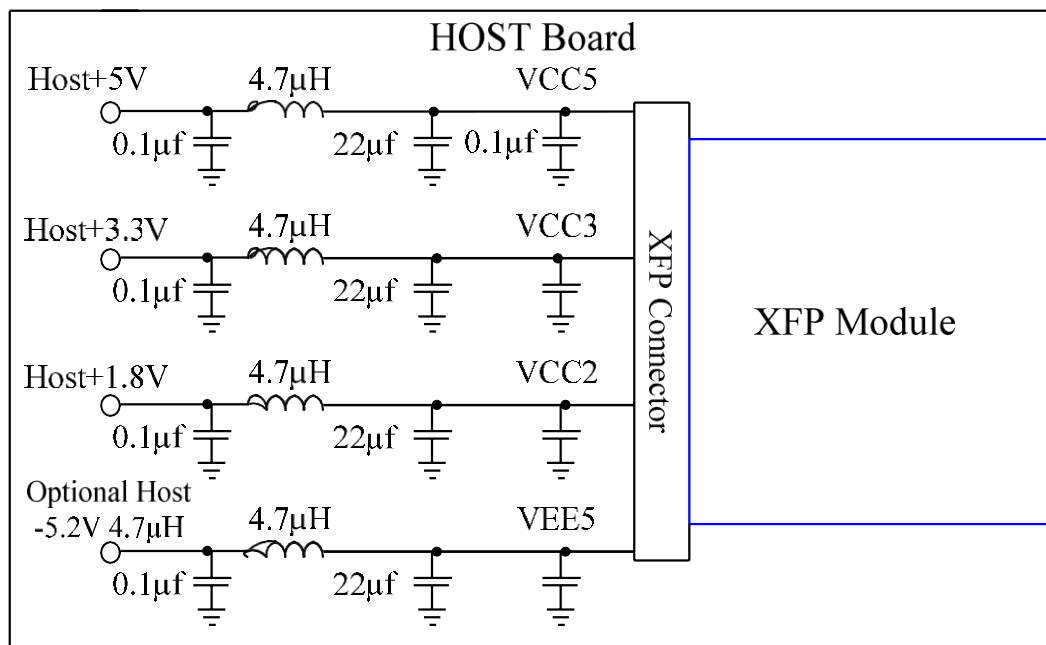 HOST Board
Host+5V
4.7μH
VCC5
0.1μf
22μf
0.1μf
Host+3.3V
4.7μH
VCC3
0.1μf
22μf
Host+1.8V
4.7μH
VCC2
0.1μf
22μf
Optional Host
-5.2V 4.7μH
4.7μH
VEE5
0.1μf
22μf
XFP Connector
XFP Module